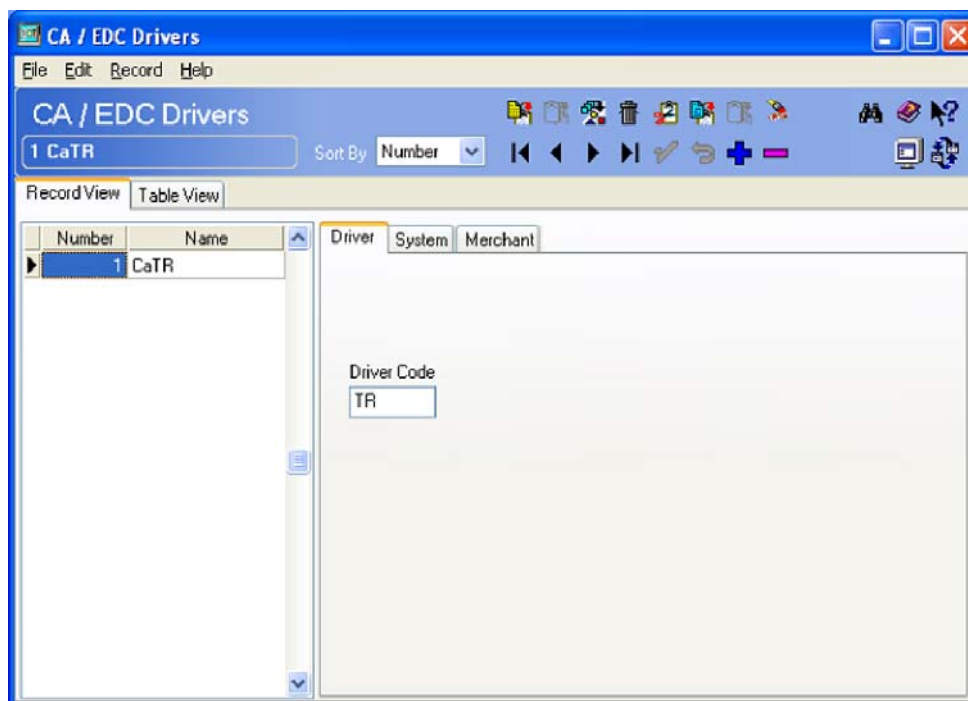 CA / EDC Drivers
File Edit Record Help
CA / EDC Drivers
1 CaTR
Sort By Number
Record View Table View
Number Name
1 CaTR
Driver System Merchant
Driver Code
TR